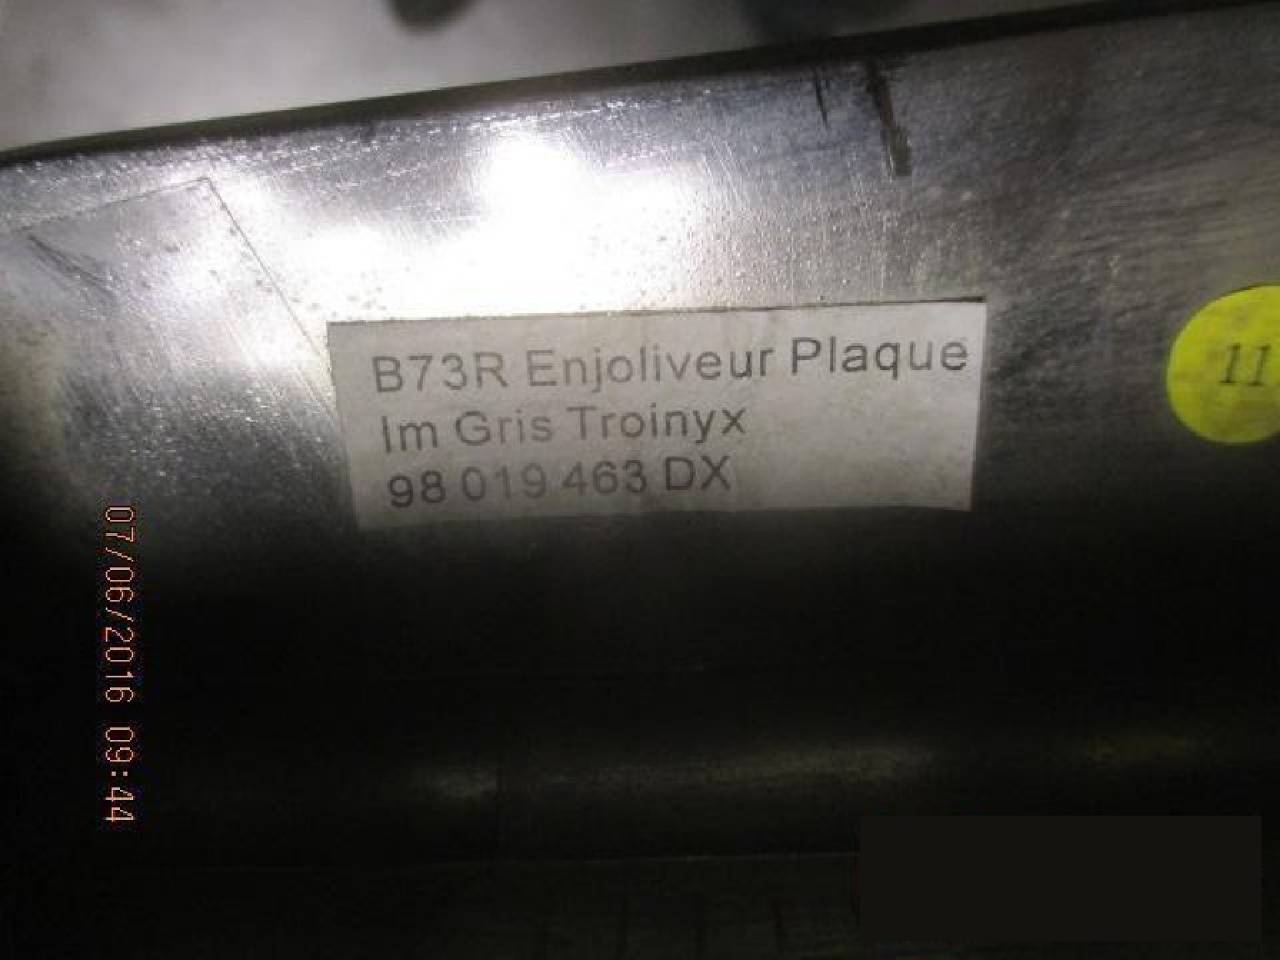 B73R Enjoliveur Plaque
Im Gris Troinyx
98 019 463 DX
11
07/06/2016 09:44